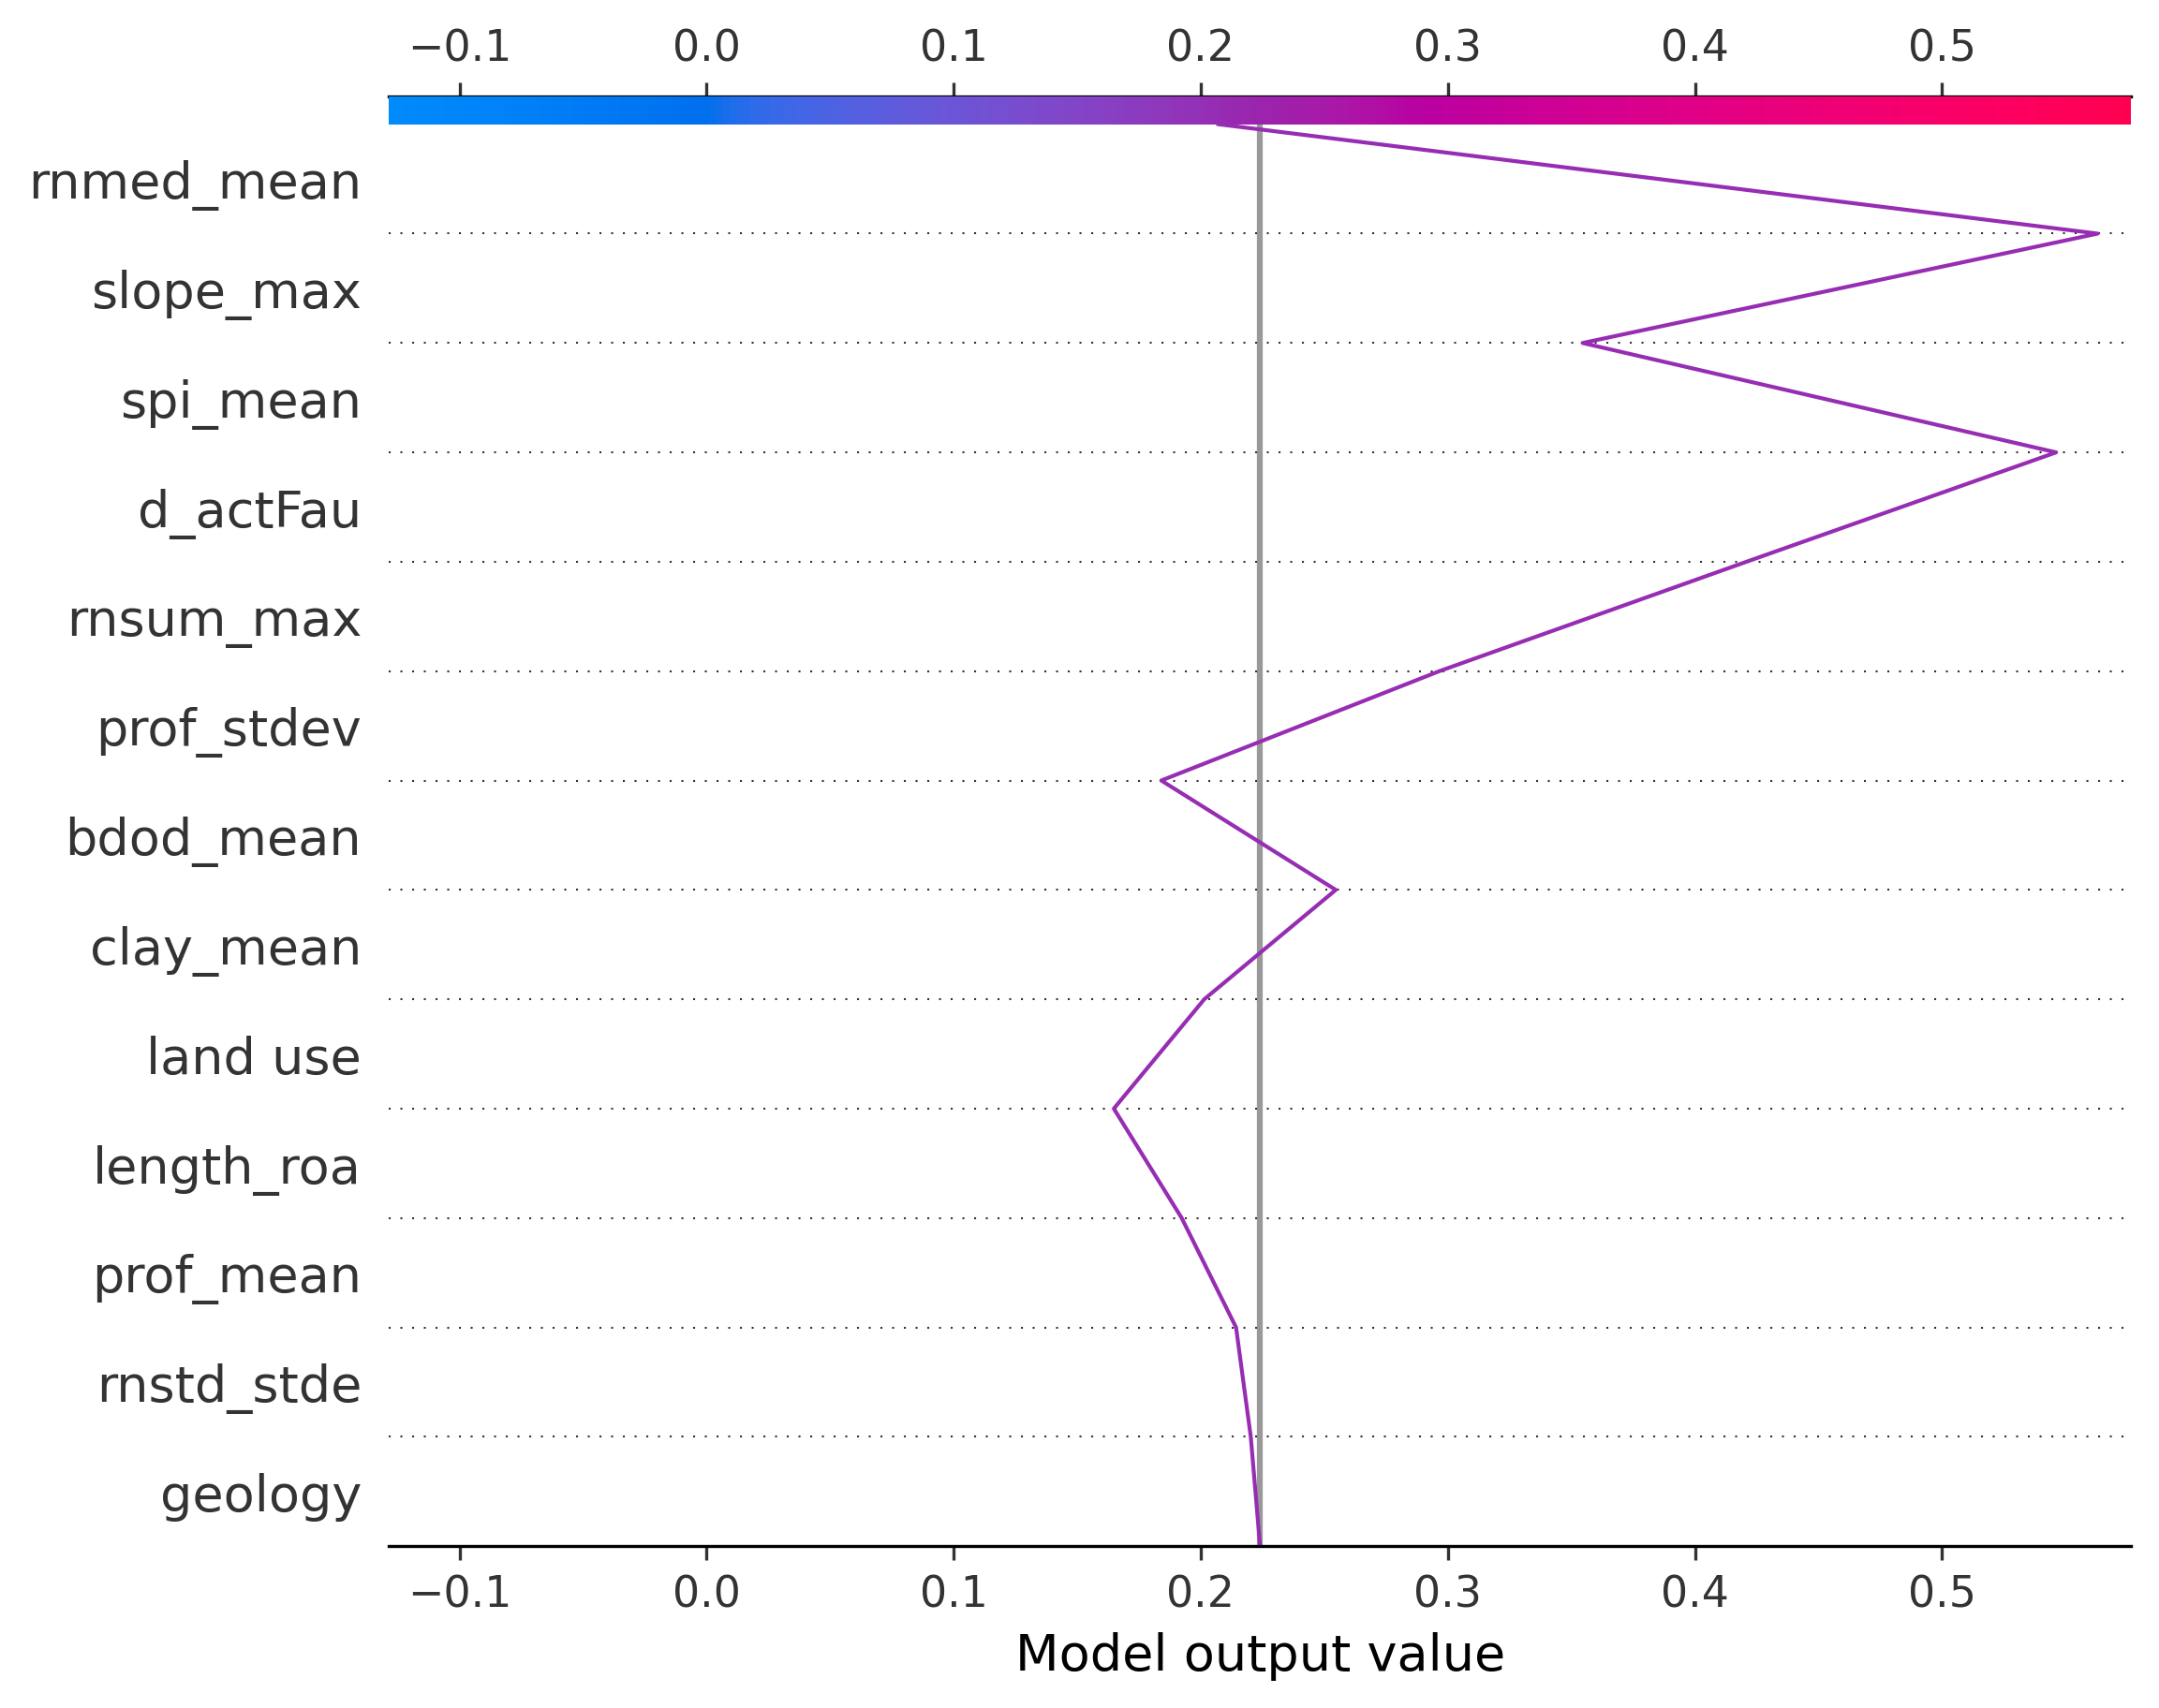 −0.1 0.0 0.1 0.2 0.3 0.4 0.5
rnmed_mean
slope_max
spi_mean
d_actFau
rnsum_max
prof_stdev
bdod_mean
clay_mean
land use
length_roa
prof_mean
rnstd_stde
geology
−0.1 0.0 0.1 0.2 0.3 0.4 0.5
Model output value